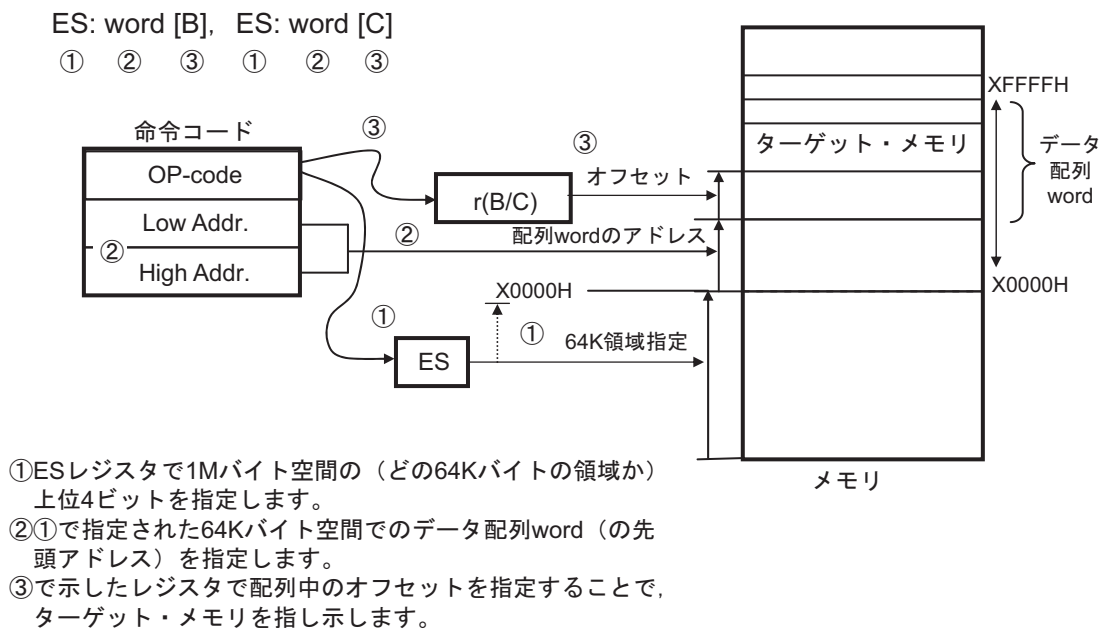 ES: word [B], ES: word [C]
① ② ③ ① ② ③
命令コード
OP-code
Low Addr.
②
High Addr.
③
r(B/C)
③
オフセット
②
配列wordのアドレス
①
ES
X0000H
①
64K領域指定
XFFFFH
ターゲット・メモリ
データ
配列
word
X0000H
メモリ
①ESレジスタで1Mバイト空間の（どの64Kバイトの領域か）
上位4ビットを指定します。
②①で指定された64Kバイト空間でのデータ配列word（の先
頭アドレス）を指定します。
③で示したレジスタで配列中のオフセットを指定することで,
ターゲット・メモリを指し示します。